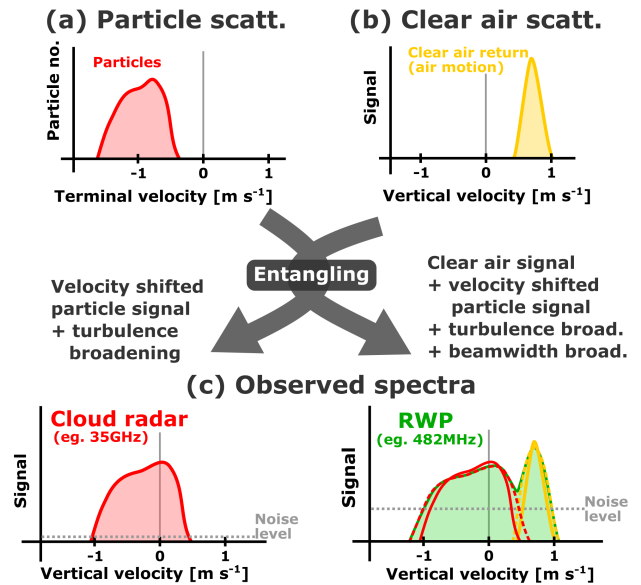 (a) Particle scatt.
(b) Clear air scatt.
Particle no.
Particles
-1
0
1
Terminal velocity [m s⁻¹]
Signal
Clear air return
(air motion)
-1
0
1
Vertical velocity [m s⁻¹]
Entangling
Velocity shifted
particle signal
+ turbulence
broadening
Clear air signal
+ velocity shifted
particle signal
+ turbulence broad.
+ beamwidth broad.
(c) Observed spectra
Signal
Cloud radar
(eg. 35GHz)
Noise
level
-1
0
1
Vertical velocity [m s⁻¹]
Signal
RWP
(eg. 482MHz)
Noise
level
-1
0
1
Vertical velocity [m s⁻¹]